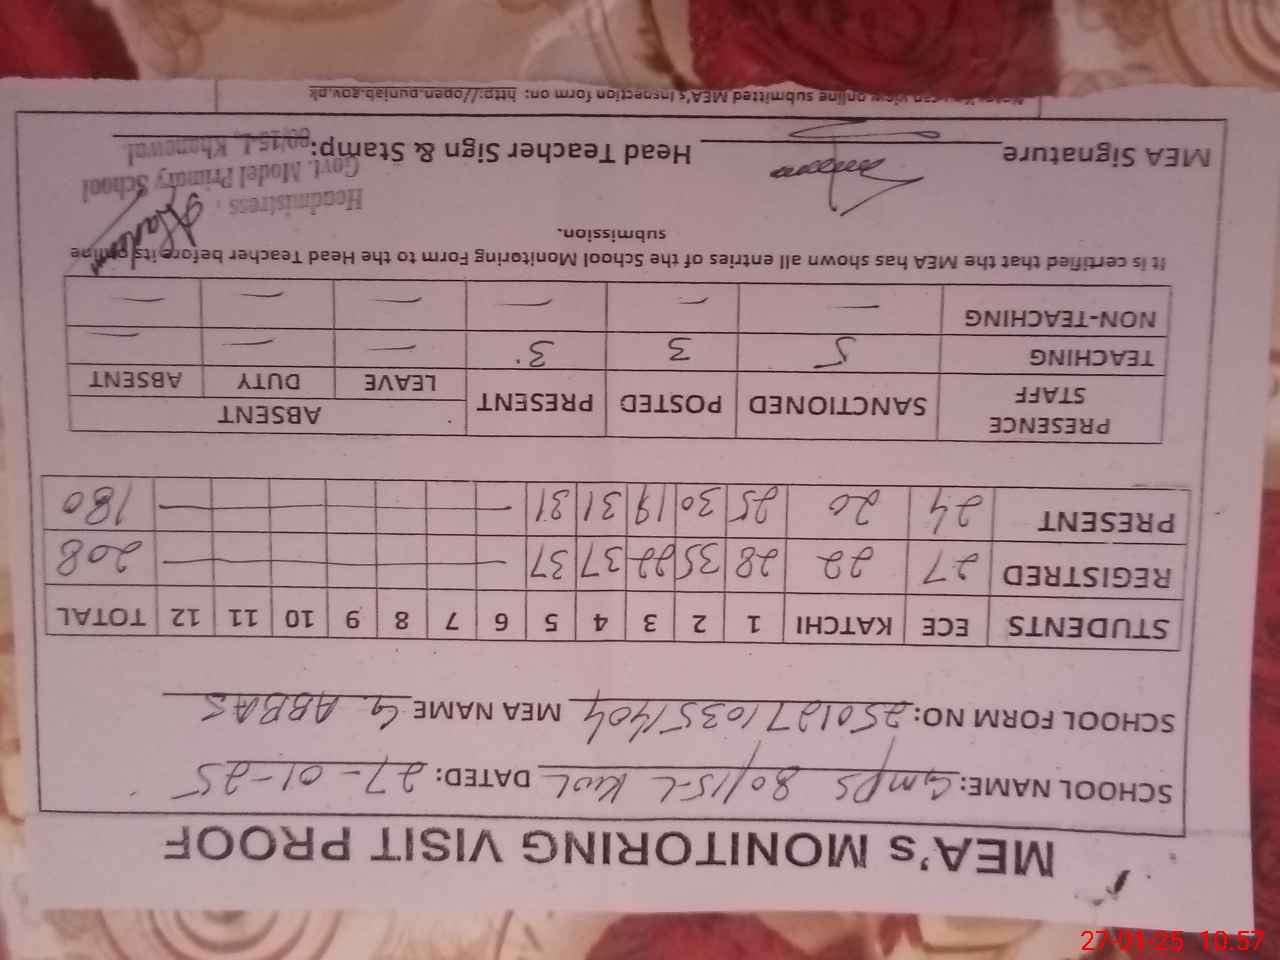 MEA's MONITORING VISIT PROOF
SCHOOL NAME: GMPS 80/15-L KWL DATED: 27-01-25
SCHOOL FORM NO: 25012710351404 MEA NAME G. ABBAS
STUDENTS ECE KATCHI 1 2 3 4 5 6 7 8 9 10 11 12 TOTAL
REGISTRED 27 22 28 35 22 37 37 — 208
PRESENT 24 20 25 30 19 31 31 — 180
PRESENCE STAFF SANCTIONED POSTED PRESENT ABSENT
LEAVE DUTY ABSENT
TEACHING 5 3 3 — — —
NON-TEACHING — — — — — —
It is certified that the MEA has shown all entries of the School Monitoring Form to the Head Teacher before its online
submission.
MEA Signature Head Teacher Sign & Stamp:
Headmistress
Govt. Model Primary School
80/15-L Khanewal
Note: You can view online submitted MEA's Inspection form on: http://open.punjab.gov.pk
27-01-25 10:57